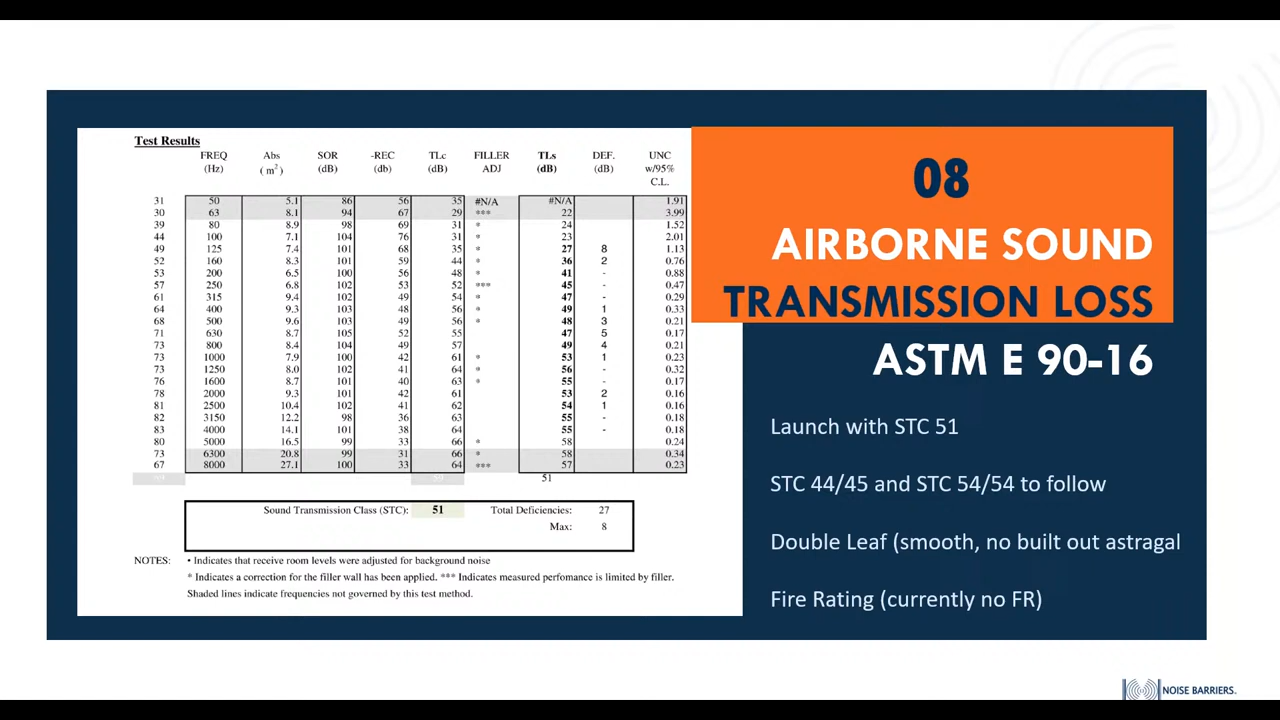 Test Results
FREQ Abs SOR -REC TLc FILLER TLs DEF. UNC
(Hz) ( m² ) (dB) (db) (dB) ADJ (dB) (dB) w/95%
C.L.
31 50 5.1 86 56 35 #N/A #N/A 1.91
30 63 8.1 94 67 29 *** 22 3.99
39 80 8.9 98 69 31 * 24 1.52
44 100 7.1 104 76 31 * 23 2.01
49 125 7.4 101 68 35 * 27 8 1.13
52 160 8.3 101 59 44 * 36 2 0.76
53 200 6.5 100 56 48 * 41 - 0.88
57 250 6.8 102 53 52 *** 45 - 0.47
61 315 9.4 102 49 54 * 47 - 0.29
64 400 9.3 103 48 56 * 49 1 0.33
68 500 9.6 103 49 56 * 48 3 0.21
71 630 8.7 105 52 55 47 5 0.17
73 800 8.4 104 49 57 49 4 0.21
73 1000 7.9 100 42 61 * 53 1 0.23
73 1250 8.0 102 41 64 * 56 - 0.32
76 1600 8.7 101 40 63 * 55 - 0.17
78 2000 9.3 101 42 61 53 2 0.16
81 2500 10.4 102 41 62 54 1 0.16
82 3150 12.2 98 36 63 55 - 0.18
83 4000 14.1 101 38 64 55 - 0.18
80 5000 16.5 99 33 66 * 58 0.24
73 6300 20.8 99 31 66 * 58 0.34
67 8000 27.1 100 33 64 *** 57 0.23
51
Sound Transmission Class (STC): 51 Total Deficiencies: 27
Max: 8
NOTES: • Indicates that receive room levels were adjusted for background noise
* Indicates a correction for the filler wall has been applied. *** Indicates measured perfomance is limited by filler.
Shaded lines indicate frequencies not governed by this test method.
08
AIRBORNE SOUND
TRANSMISSION LOSS
ASTM E 90-16
Launch with STC 51
STC 44/45 and STC 54/54 to follow
Double Leaf (smooth, no built out astragal
Fire Rating (currently no FR)
NOISE BARRIERS.